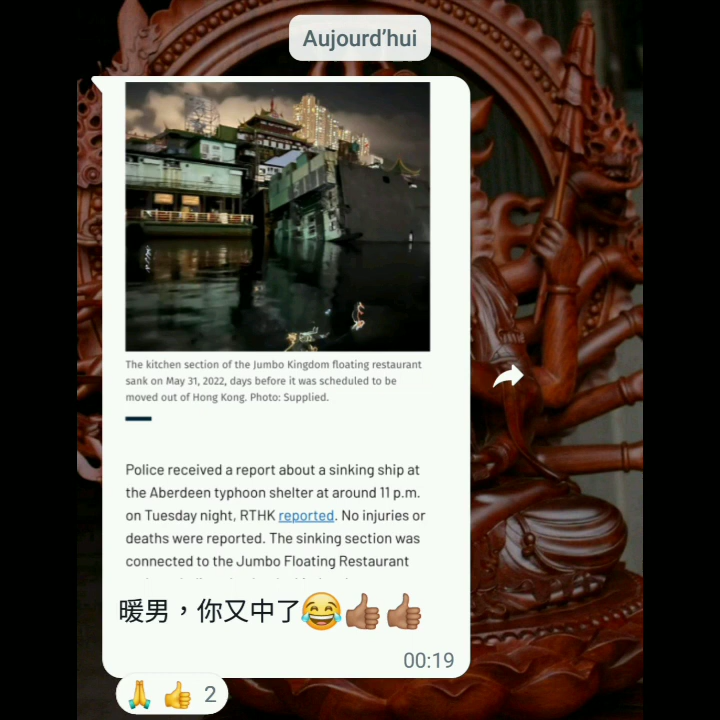 Aujourd’hui
The kitchen section of the Jumbo Kingdom floating restaurant
sank on May 31, 2022, days before it was scheduled to be
moved out of Hong Kong. Photo: Supplied.
Police received a report about a sinking ship at
the Aberdeen typhoon shelter at around 11 p.m.
on Tuesday night, RTHK reported. No injuries or
deaths were reported. The sinking section was
connected to the Jumbo Floating Restaurant
暖男，你又中了😂👍🏾👍🏾
00:19
🙏👍 2